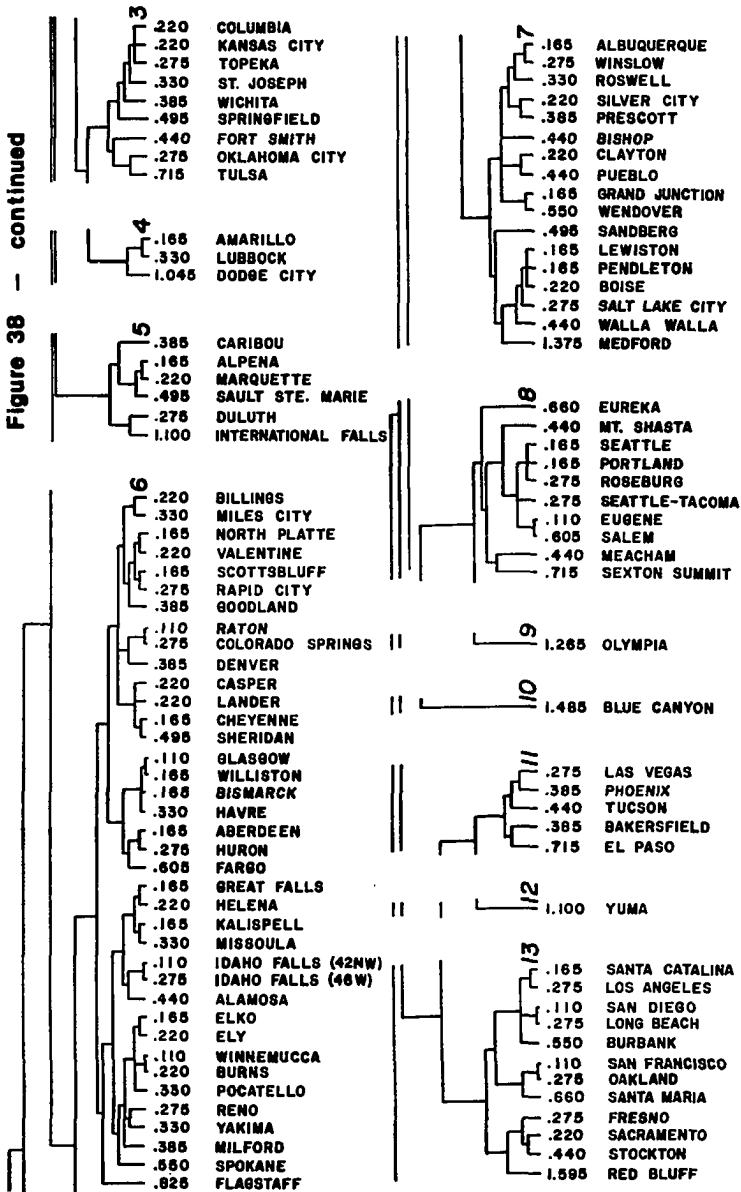 Figure 38 — continued
3
.220 COLUMBIA
.220 KANSAS CITY
.275 TOPEKA
.330 ST. JOSEPH
.385 WICHITA
.495 SPRINGFIELD
.440 FORT SMITH
.275 OKLAHOMA CITY
.715 TULSA
4
.165 AMARILLO
.330 LUBBOCK
1.045 DODGE CITY
5
.385 CARIBOU
.165 ALPENA
.220 MARQUETTE
.495 SAULT STE. MARIE
.275 DULUTH
1.100 INTERNATIONAL FALLS
6
.220 BILLINGS
.330 MILES CITY
.165 NORTH PLATTE
.220 VALENTINE
.165 SCOTTSBLUFF
.275 RAPID CITY
.385 GOODLAND
.110 RATON
.275 COLORADO SPRINGS
.385 DENVER
.220 CASPER
.220 LANDER
.165 CHEYENNE
.495 SHERIDAN
.110 GLASGOW
.165 WILLISTON
.165 BISMARCK
.330 HAVRE
.165 ABERDEEN
.275 HURON
.605 FARGO
.165 GREAT FALLS
.220 HELENA
.165 KALISPELL
.330 MISSOULA
.110 IDAHO FALLS (42NW)
.275 IDAHO FALLS (46W)
.440 ALAMOSA
.165 ELKO
.220 ELY
.110 WINNEMUCCA
.220 BURNS
.330 POCATELLO
.275 RENO
.330 YAKIMA
.385 MILFORD
.550 SPOKANE
.825 FLAGSTAFF
7
.165 ALBUQUERQUE
.275 WINSLOW
.330 ROSWELL
.220 SILVER CITY
.385 PRESCOTT
.440 BISHOP
.220 CLAYTON
.440 PUEBLO
.165 GRAND JUNCTION
.550 WENDOVER
.495 SANDBERG
.165 LEWISTON
.165 PENDLETON
.220 BOISE
.275 SALT LAKE CITY
.440 WALLA WALLA
1.375 MEDFORD
8
.660 EUREKA
.440 MT. SHASTA
.165 SEATTLE
.165 PORTLAND
.275 ROSEBURG
.275 SEATTLE-TACOMA
.110 EUGENE
.605 SALEM
.440 MEACHAM
.715 SEXTON SUMMIT
9
1.265 OLYMPIA
10
1.485 BLUE CANYON
11
.275 LAS VEGAS
.385 PHOENIX
.440 TUCSON
.385 BAKERSFIELD
.715 EL PASO
12
1.100 YUMA
13
.165 SANTA CATALINA
.275 LOS ANGELES
.110 SAN DIEGO
.275 LONG BEACH
.550 BURBANK
.110 SAN FRANCISCO
.275 OAKLAND
.660 SANTA MARIA
.275 FRESNO
.220 SACRAMENTO
.440 STOCKTON
1.595 RED BLUFF